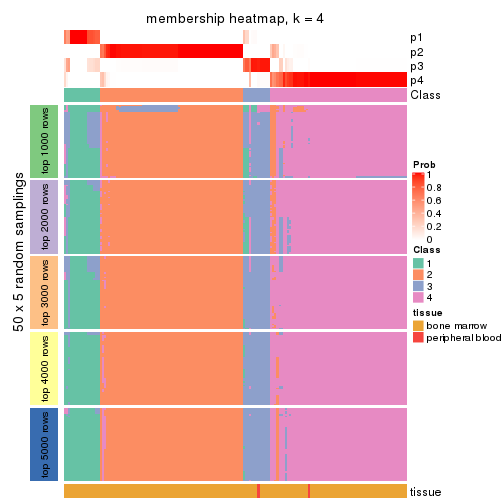 membership heatmap, k = 4
p1
p2
p3
p4
Class
50 x 5 random samplings
top 1000 rows
top 2000 rows
top 3000 rows
top 4000 rows
top 5000 rows
Prob
1
0.8
0.6
0.4
0.2
0
Class
1
2
3
4
tissue
bone marrow
peripheral blood
tissue